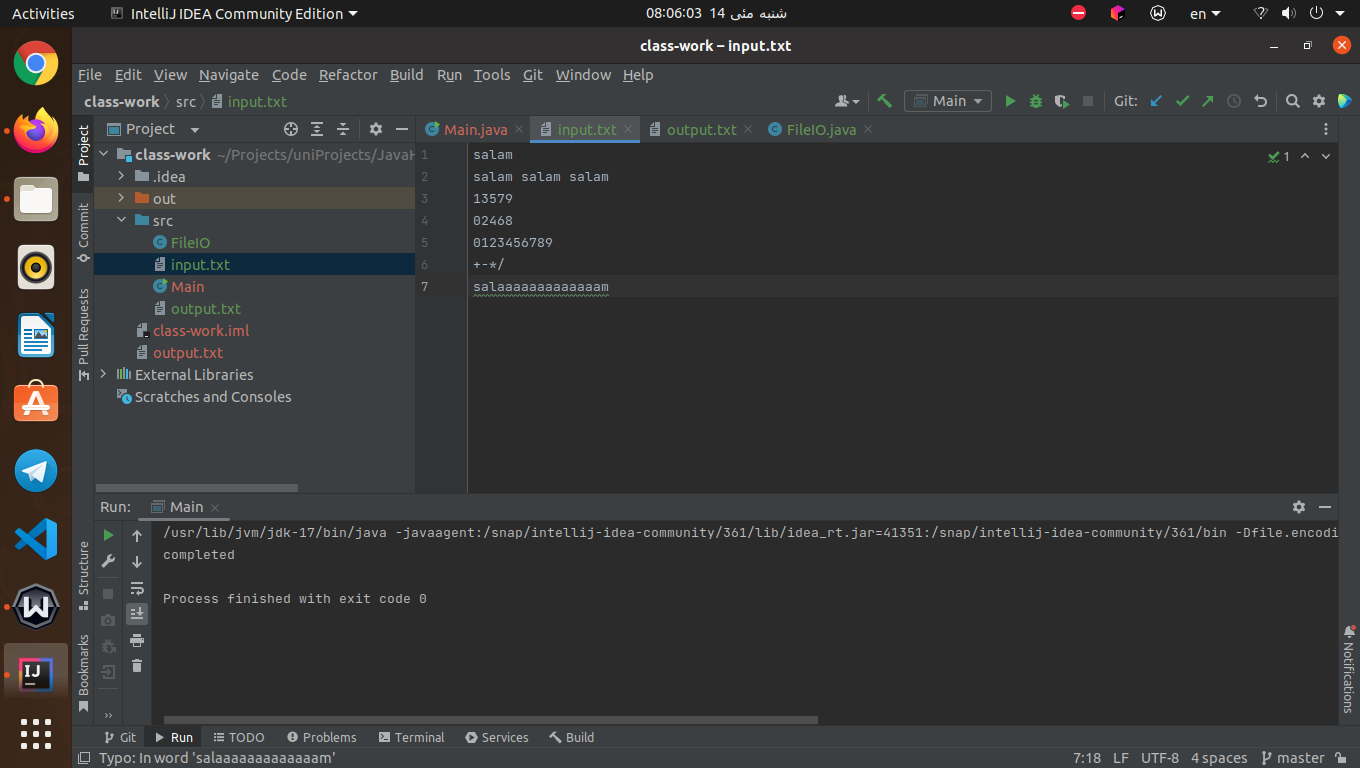 Activities IntelliJ IDEA Community Edition شنبه مئی 14 08:06:03 en
class-work – input.txt
File Edit View Navigate Code Refactor Build Run Tools Git Window Help
class-work src input.txt Main Git:
Project Main.java input.txt output.txt FileIO.java
class-work ~/Projects/uniProjects/JavaH
.idea
out
src
FileIO
input.txt
Main
output.txt
class-work.iml
output.txt
External Libraries
Scratches and Consoles
Project
Commit
Pull Requests
1 salam
2 salam salam salam
3 13579
4 02468
5 0123456789
6 +-*/
7 salaaaaaaaaaaaaam
1
Run: Main
/usr/lib/jvm/jdk-17/bin/java -javaagent:/snap/intellij-idea-community/361/lib/idea_rt.jar=41351:/snap/intellij-idea-community/361/bin -Dfile.encodi
completed
Process finished with exit code 0
Structure
Bookmarks
Notifications
Git Run TODO Problems Terminal Services Build
Typo: In word 'salaaaaaaaaaaaaam' 7:18 LF UTF-8 4 spaces master